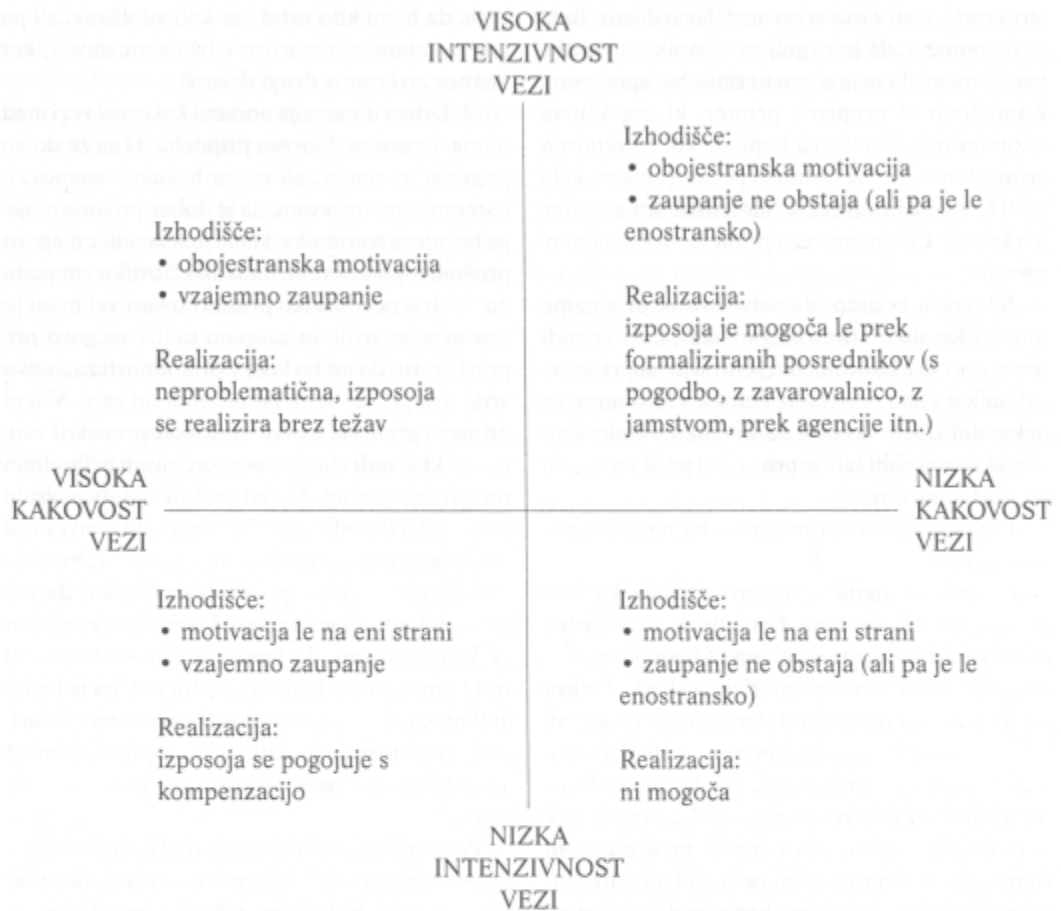 VISOKA
INTENZIVNOST
VEZI
Izhodišče:
• obojestranska motivacija
• vzajemno zaupanje
Realizacija:
neproblematična, izposoja
se realizira brez težav
Izhodišče:
• obojestranska motivacija
• zaupanje ne obstaja (ali pa je le
enostransko)
Realizacija:
izposoja je mogoča le prek
formaliziranih posrednikov (s
pogodbo, z zavarovalnico, z
jamstvom, prek agencije itn.)
VISOKA
KAKOVOST
VEZI
NIZKA
KAKOVOST
VEZI
Izhodišče:
• motivacija le na eni strani
• vzajemno zaupanje
Realizacija:
izposoja se pogojuje s
kompenzacijo
Izhodišče:
• motivacija le na eni strani
• zaupanje ne obstaja (ali pa je le
enostransko)
Realizacija:
ni mogoča
NIZKA
INTENZIVNOST
VEZI